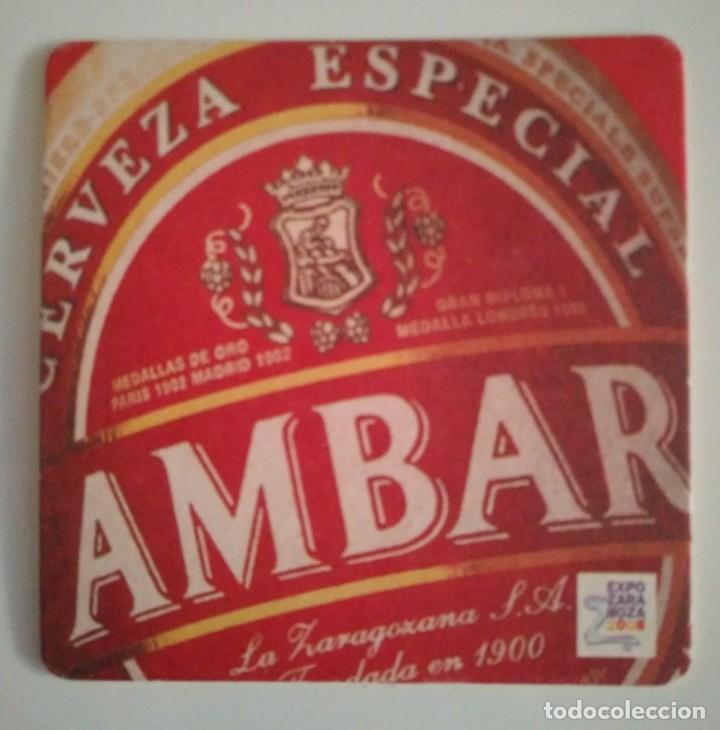 CERVEZA ESPECIAL
MEDALLAS DE ORO
PARIS 1902 MADRID 1902
GRAN DIPLOMA Y
MEDALLA LONDRES
AMBAR
La Zaragozana S.A.
Fundada en 1900
EXPO
ZARA
GOZA
2008
todocoleccion